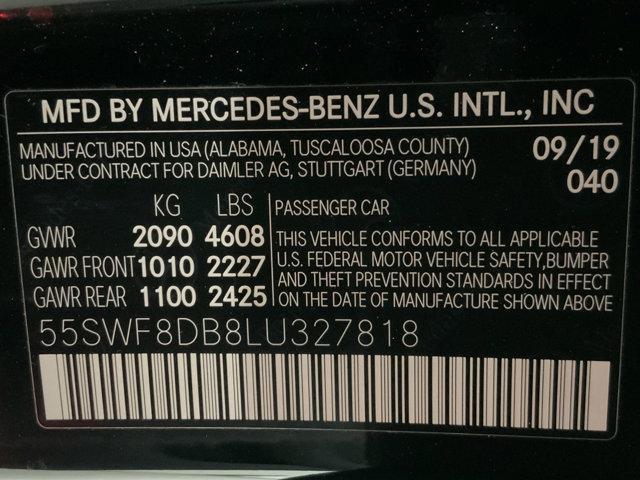 MFD BY MERCEDES-BENZ U.S. INTL., INC
MANUFACTURED IN USA (ALABAMA, TUSCALOOSA COUNTY) 09/19
UNDER CONTRACT FOR DAIMLER AG, STUTTGART (GERMANY) 040
KG LBS PASSENGER CAR
GVWR 2090 4608
GAWR FRONT 1010 2227
GAWR REAR 1100 2425
THIS VEHICLE CONFORMS TO ALL APPLICABLE
U.S. FEDERAL MOTOR VEHICLE SAFETY,BUMPER
AND THEFT PREVENTION STANDARDS IN EFFECT
ON THE DATE OF MANUFACTURE SHOWN ABOVE
55SWF8DB8LU327818